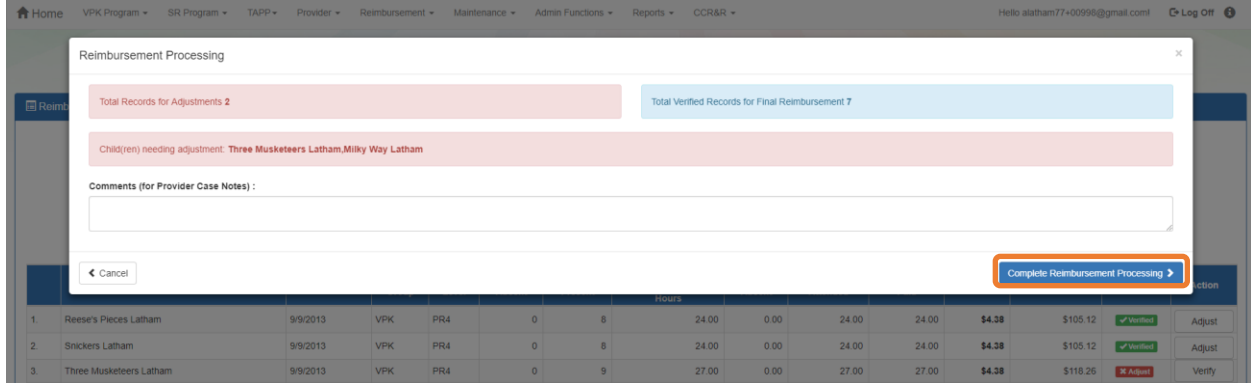 Home VPK Program SR Program TAPP Provider Reimbursement Maintenance Admin Functions Reports CCR&R Hello alatham77+00998@gmail.com! Log Off
Reimbursement Processing ×
Reimb
Total Records for Adjustments 2 Total Verified Records for Final Reimbursement 7
Child(ren) needing adjustment: Three Musketeers Latham,Milky Way Latham
Comments (for Provider Case Notes) :
Cancel Complete Reimbursement Processing
Hours Action
1. Reese's Pieces Latham 9/9/2013 VPK PR4 0 8 24.00 0.00 24.00 24.00 $4.38 $105.12 Verified Adjust
2. Snickers Latham 9/9/2013 VPK PR4 0 8 24.00 0.00 24.00 24.00 $4.38 $105.12 Verified Adjust
3. Three Musketeers Latham 9/9/2013 VPK PR4 0 9 27.00 0.00 27.00 27.00 $4.38 $118.26 Adjust Verify